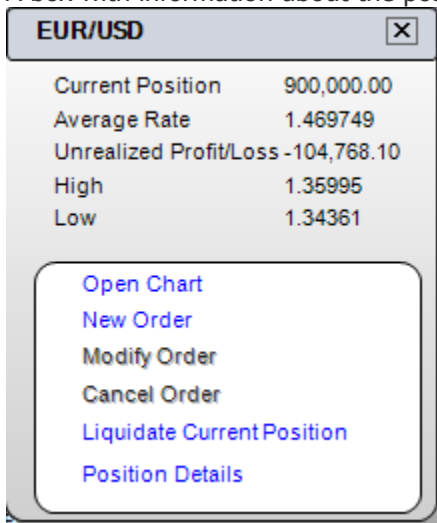 EUR/USD
Current Position 900,000.00
Average Rate 1.469749
Unrealized Profit/Loss -104,768.10
High 1.35995
Low 1.34361
Open Chart
New Order
Modify Order
Cancel Order
Liquidate Current Position
Position Details